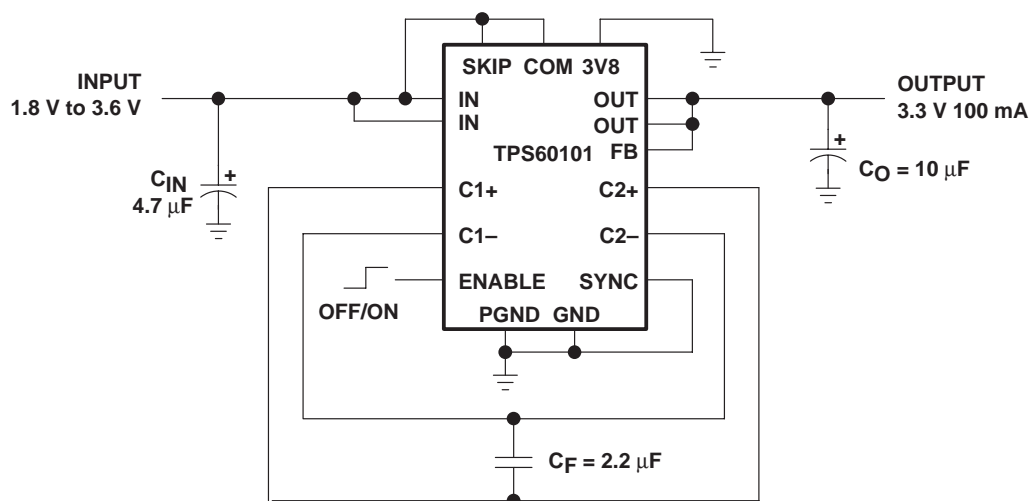 SKIP COM 3V8
INPUT
1.8 V to 3.6 V
IN
OUT
OUTPUT
3.3 V 100 mA
IN
OUT
TPS60101
FB
+
CIN
4.7 μF
+
CO = 10 μF
C1+
C2+
C1–
C2–
ENABLE
SYNC
OFF/ON
PGND GND
CF = 2.2 μF